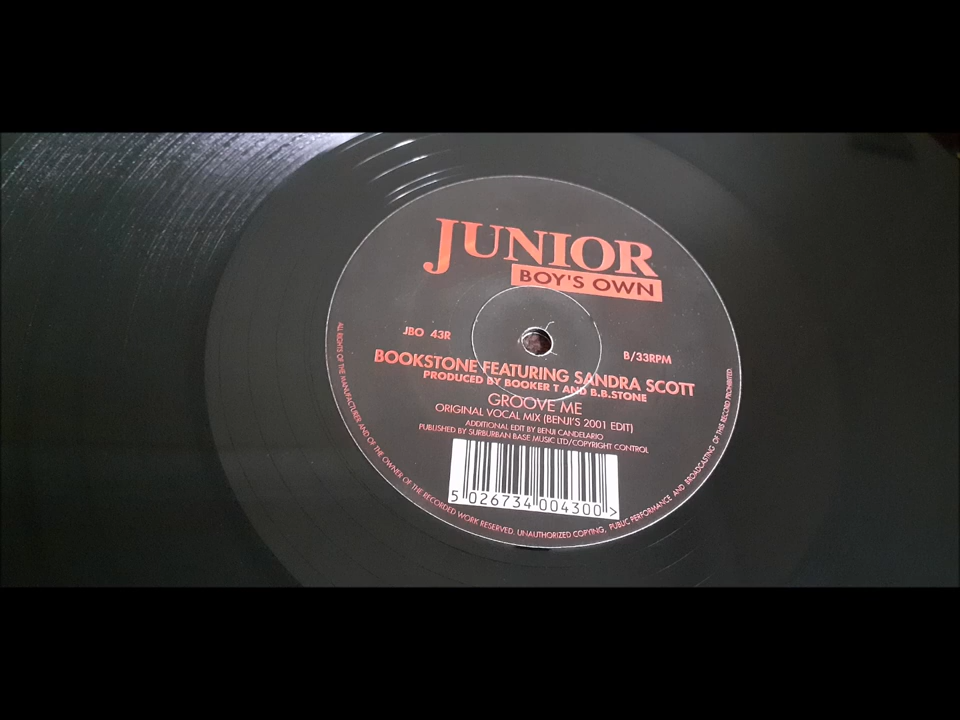 JUNIOR
BOY'S OWN
JBO 43R
B/33RPM
BOOKSTONE FEATURING SANDRA SCOTT
PRODUCED BY BOOKER T AND B.B.STONE
GROOVE ME
ORIGINAL VOCAL MIX (BENJI'S 2001 EDIT)
ADDITIONAL EDIT BY BENJI CANDELARIO
PUBLISHED BY SURBURBAN BASE MUSIC LTD/COPYRIGHT CONTROL
5 026734 004300 >
ALL RIGHTS OF THE MANUFACTURER AND OF THE OWNER OF THE RECORDED WORK RESERVED. UNAUTHORIZED COPYING, PUBLIC PERFORMANCE AND BROADCASTING OF THIS RECORD PROHIBITED.